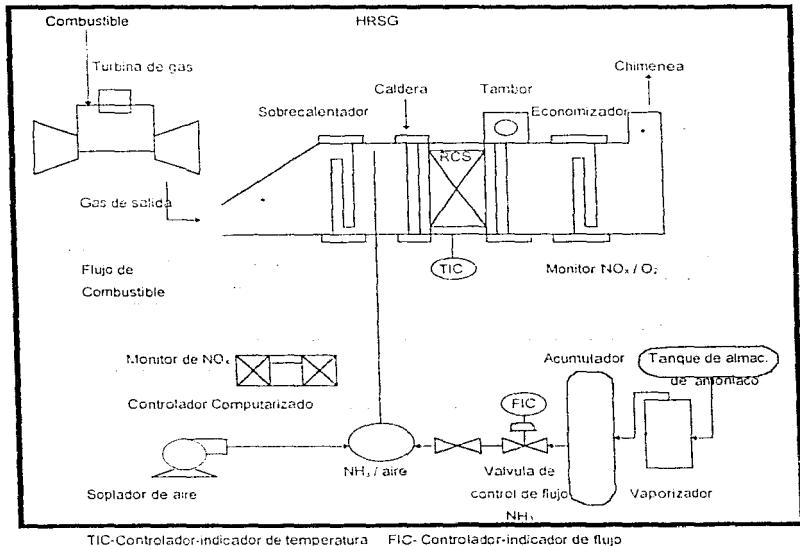 Combustible
HRSG
Turbina de gas
Chimenea
Caldera
Tambor
Sobrecalentador
Economizador
RCS
Gas de salida
TIC
Monitor NOₓ / O₂
Flujo de
Combustible
Monitor de NOₓ
Acumulador
Tanque de almac.
de amoníaco
Controlador Computarizado
FIC
NH₃ / aire
Valvula de
control de flujo
NH₃
Soplador de aire
Vaporizador
TIC-Controlador-indicador de temperatura FIC- Controlador-indicador de flujo